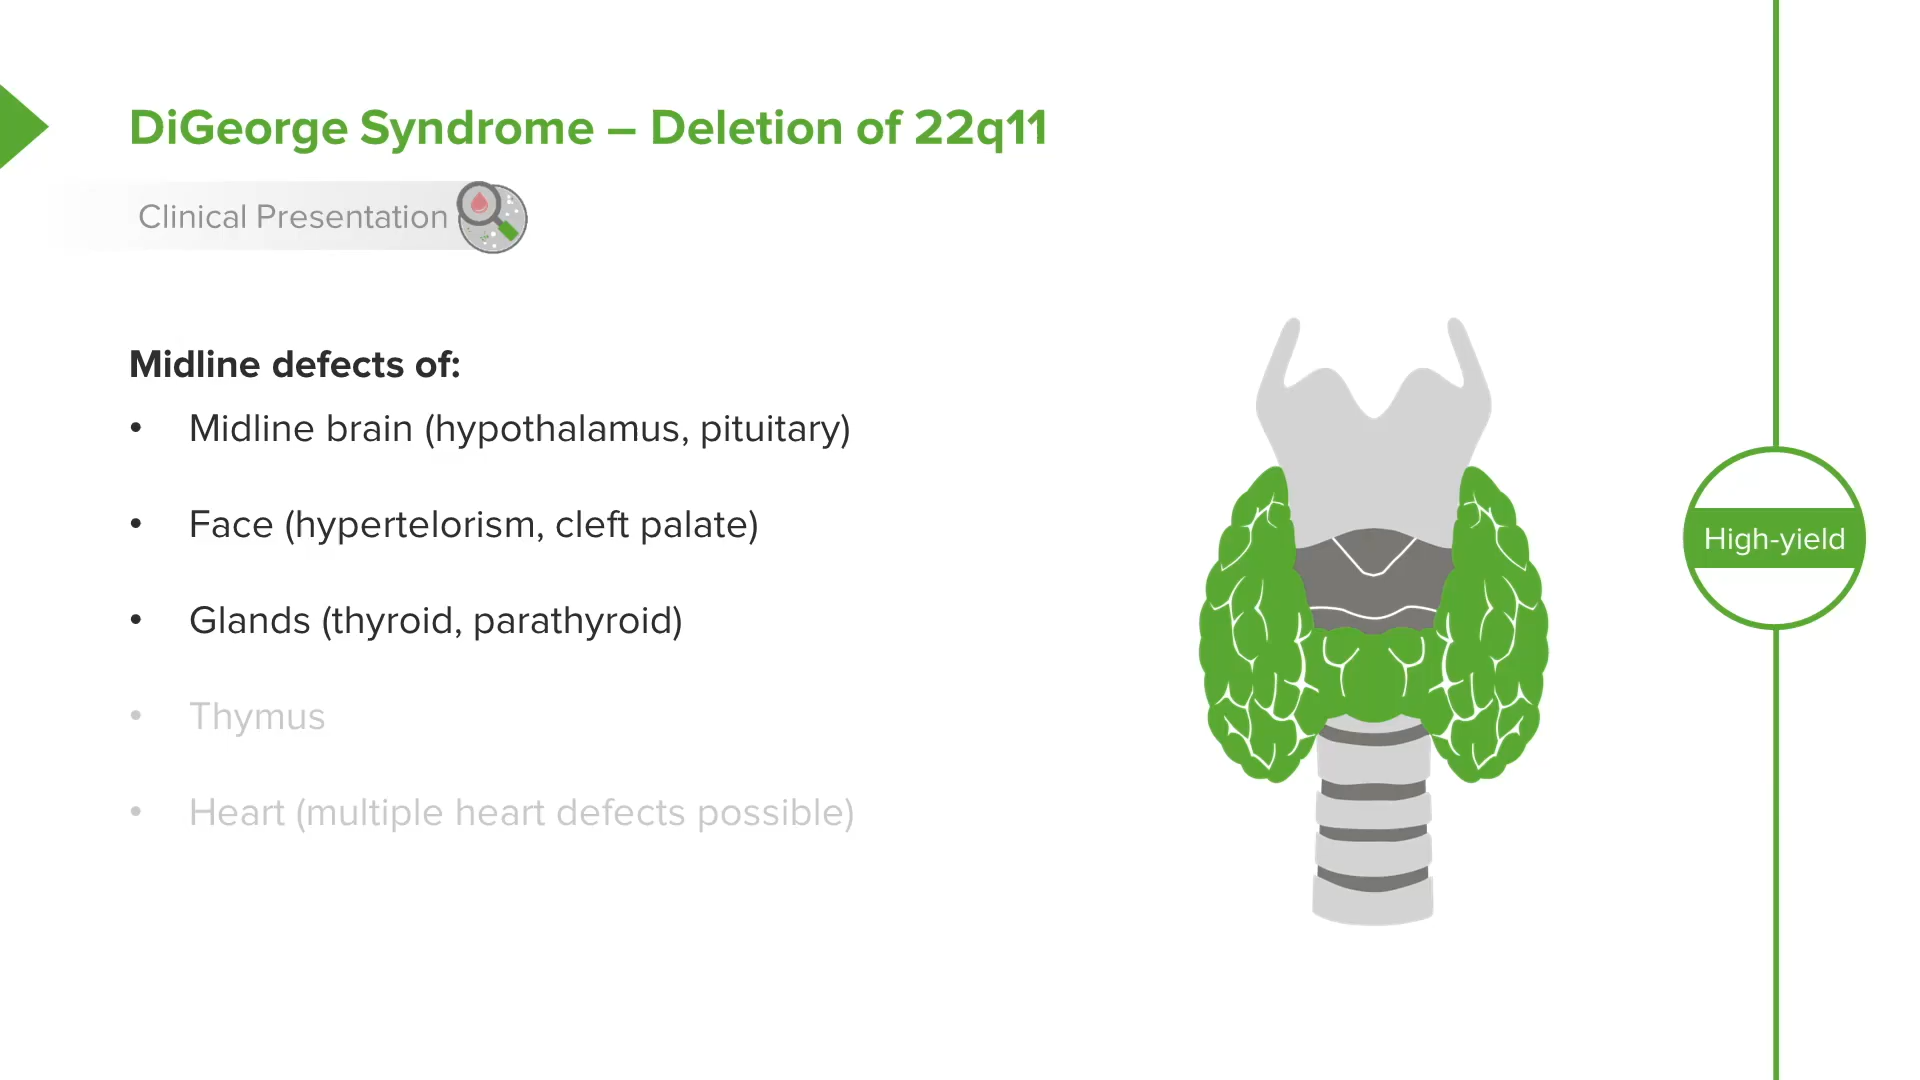 DiGeorge Syndrome – Deletion of 22q11
Clinical Presentation
Midline defects of:
• Midline brain (hypothalamus, pituitary)
• Face (hypertelorism, cleft palate)
• Glands (thyroid, parathyroid)
• Thymus
• Heart (multiple heart defects possible)
High-yield